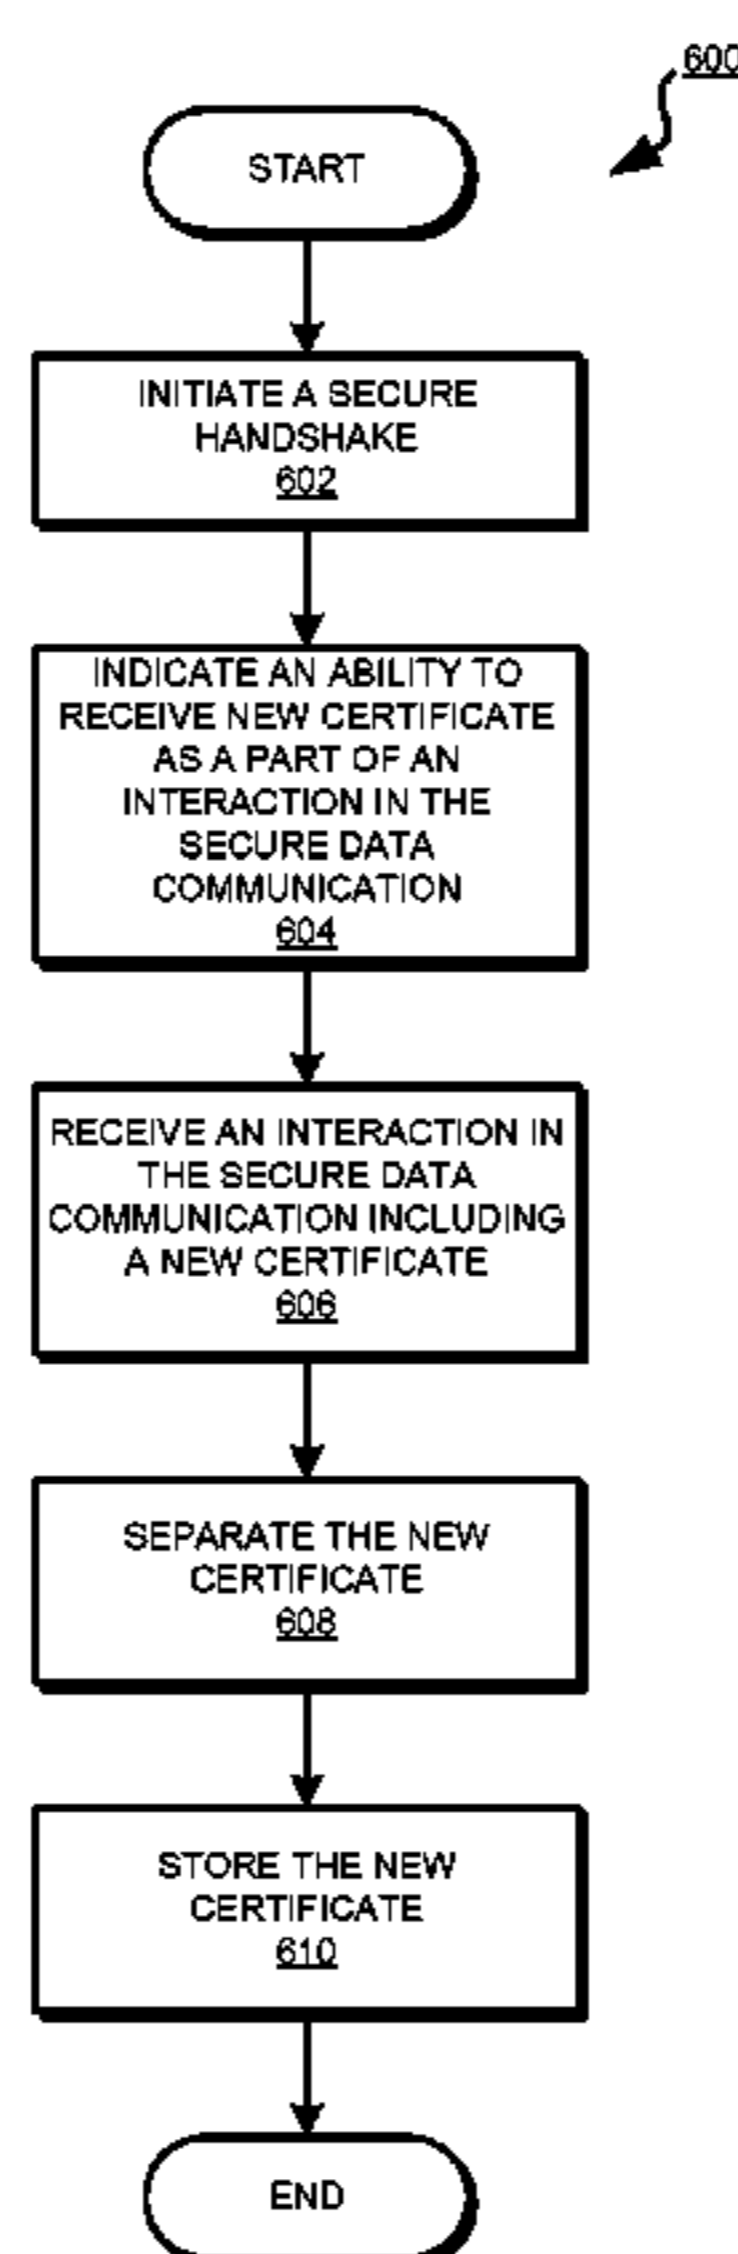 600
START
INITIATE A SECURE
HANDSHAKE
602
INDICATE AN ABILITY TO
RECEIVE NEW CERTIFICATE
AS A PART OF AN
INTERACTION IN THE
SECURE DATA
COMMUNICATION
604
RECEIVE AN INTERACTION IN
THE SECURE DATA
COMMUNICATION INCLUDING
A NEW CERTIFICATE
606
SEPARATE THE NEW
CERTIFICATE
608
STORE THE NEW
CERTIFICATE
610
END